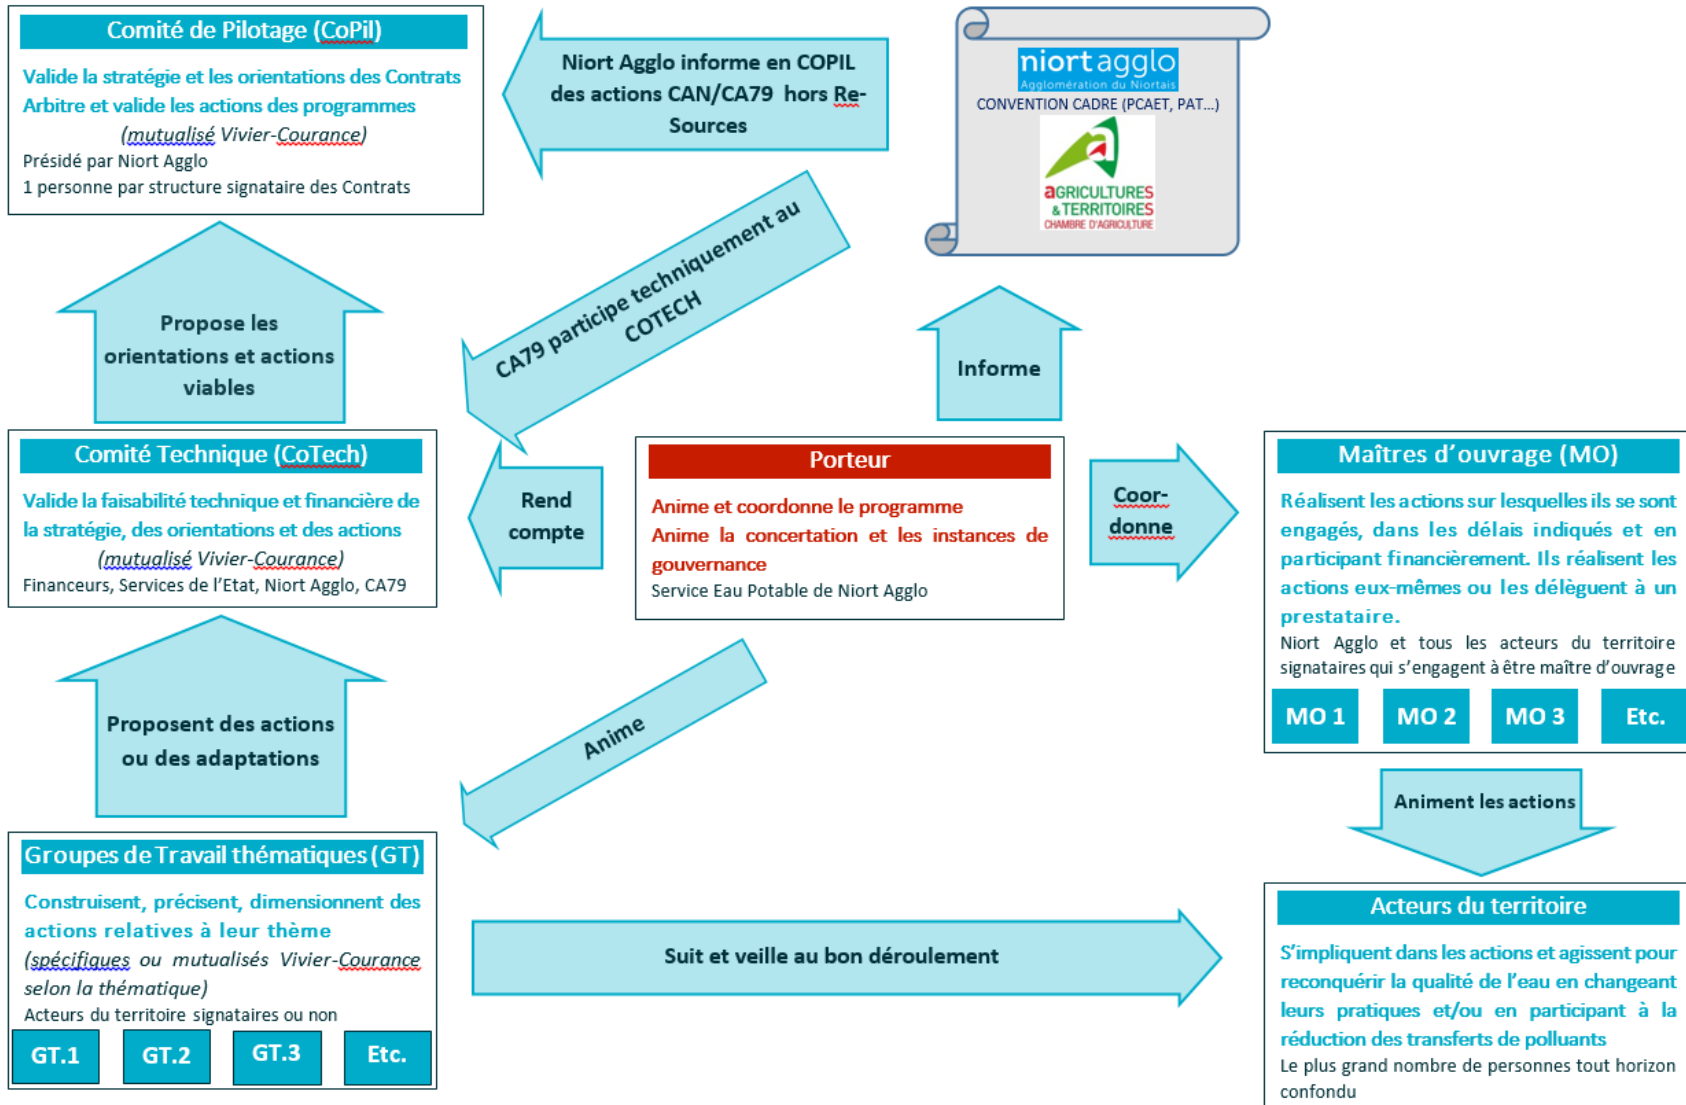 Comité de Pilotage (CoPil)
Valide la stratégie et les orientations des Contrats
Arbitre et valide les actions des programmes
(mutualisé Vivier-Courance)
Présidé par Niort Agglo
1 personne par structure signataire des Contrats
Niort Agglo informe en COPIL
des actions CAN/CA79 hors Re-
Sources
niort agglo
Agglomération du Niortais
CONVENTION CADRE (PCAET, PAT...)
aGRICULTURES
& TERRITOIRES
CHAMBRE D'AGRICULTURE
CA79 participe techniquement au
COTECH
Propose les
orientations et actions
viables
Informe
Comité Technique (CoTech)
Valide la faisabilité technique et financière de
la stratégie, des orientations et des actions
(mutualisé Vivier-Courance)
Financeurs, Services de l'Etat, Niort Agglo, CA79
Rend
compte
Porteur
Anime et coordonne le programme
Anime la concertation et les instances de
gouvernance
Service Eau Potable de Niort Agglo
Coor-
donne
Maîtres d'ouvrage (MO)
Réalisent les actions sur lesquelles ils se sont
engagés, dans les délais indiqués et en
participant financièrement. Ils réalisent les
actions eux-mêmes ou les délèguent à un
prestataire.
Niort Agglo et tous les acteurs du territoire
signataires qui s'engagent à être maître d'ouvrage
MO 1
MO 2
MO 3
Etc.
Proposent des actions
ou des adaptations
Anime
Animent les actions
Groupes de Travail thématiques (GT)
Construisent, précisent, dimensionnent des
actions relatives à leur thème
(spécifiques ou mutualisés Vivier-Courance
selon la thématique)
Acteurs du territoire signataires ou non
GT.1
GT.2
GT.3
Etc.
Suit et veille au bon déroulement
Acteurs du territoire
S'impliquent dans les actions et agissent pour
reconquérir la qualité de l'eau en changeant
leurs pratiques et/ou en participant à la
réduction des transferts de polluants
Le plus grand nombre de personnes tout horizon
confondu